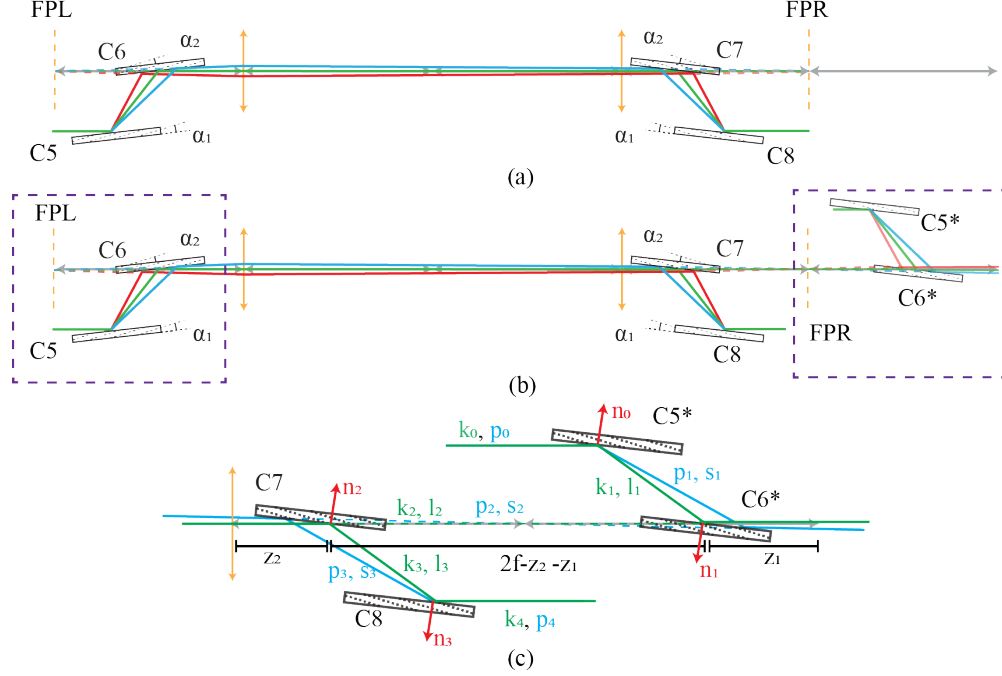 FPL
FPR
C6
α₂
α₂
C7
C5
α₁
α₁
C8
(a)
FPL
C6
α₂
α₂
C7
C5*
C6*
C5
α₁
α₁
C8
FPR
(b)
k₀, p₀
n₀
C5*
C7
n₂
k₂, l₂
p₂, s₂
k₁, l₁
p₁, s₁
C6*
z₂
p₃, s₃
k₃, l₃
2f-z₂ -z₁
n₁
z₁
C8
n₃
k₄, p₄
(c)